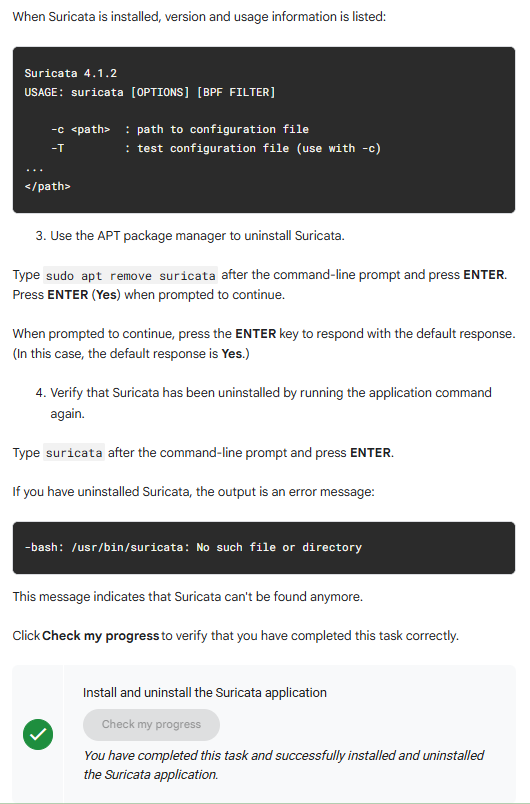 When Suricata is installed, version and usage information is listed:
Suricata 4.1.2
USAGE: suricata [OPTIONS] [BPF FILTER]
-c <path>  : path to configuration file
-T         : test configuration file (use with -c)
...
</path>
3. Use the APT package manager to uninstall Suricata.
Type sudo apt remove suricata after the command-line prompt and press ENTER.
Press ENTER (Yes) when prompted to continue.
When prompted to continue, press the ENTER key to respond with the default response.
(In this case, the default response is Yes.)
4. Verify that Suricata has been uninstalled by running the application command
again.
Type suricata after the command-line prompt and press ENTER.
If you have uninstalled Suricata, the output is an error message:
-bash: /usr/bin/suricata: No such file or directory
This message indicates that Suricata can't be found anymore.
Click Check my progress to verify that you have completed this task correctly.
Install and uninstall the Suricata application
Check my progress
You have completed this task and successfully installed and uninstalled
the Suricata application.